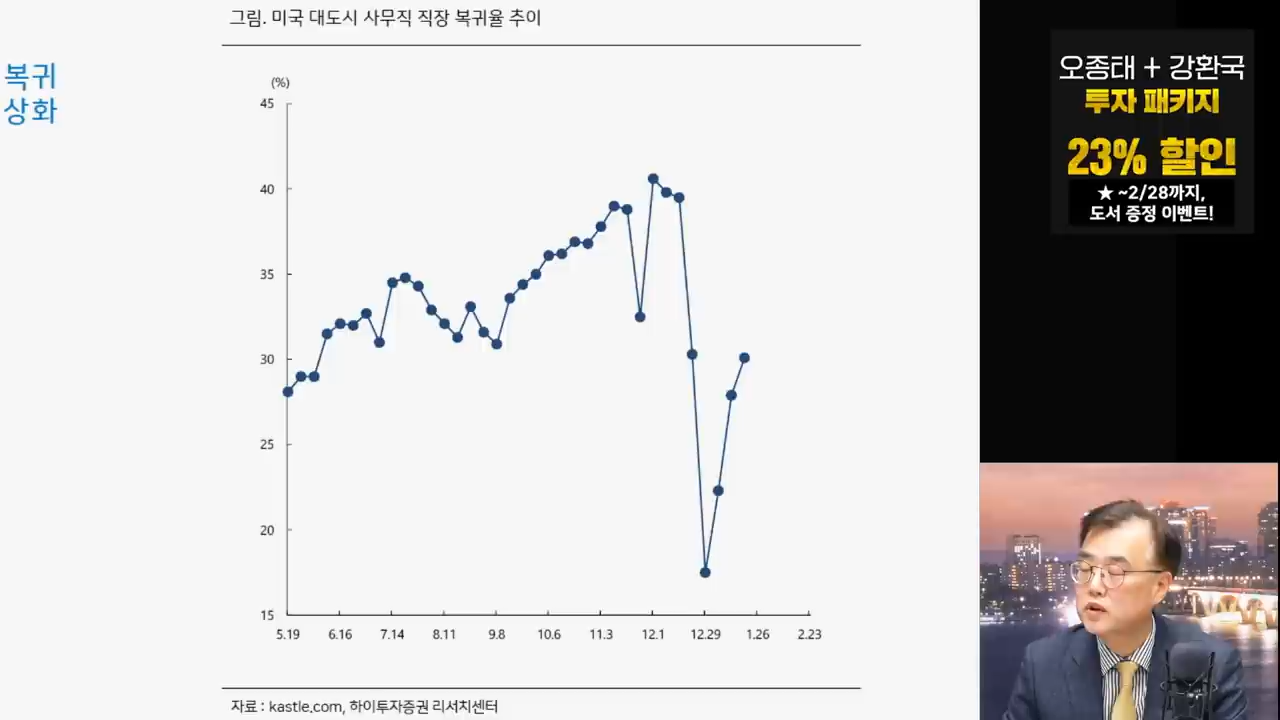 그림. 미국 대도시 사무직 직장 복귀율 추이
복귀
상화
(%)
45
40
35
30
25
20
15
5.19 6.16 7.14 8.11 9.8 10.6 11.3 12.1 12.29 1.26 2.23
자료 : kastle.com, 하이투자증권 리서치센터
오종태 + 강환국
투자 패키지
23% 할인
★ ~2/28까지,
도서 증정 이벤트!